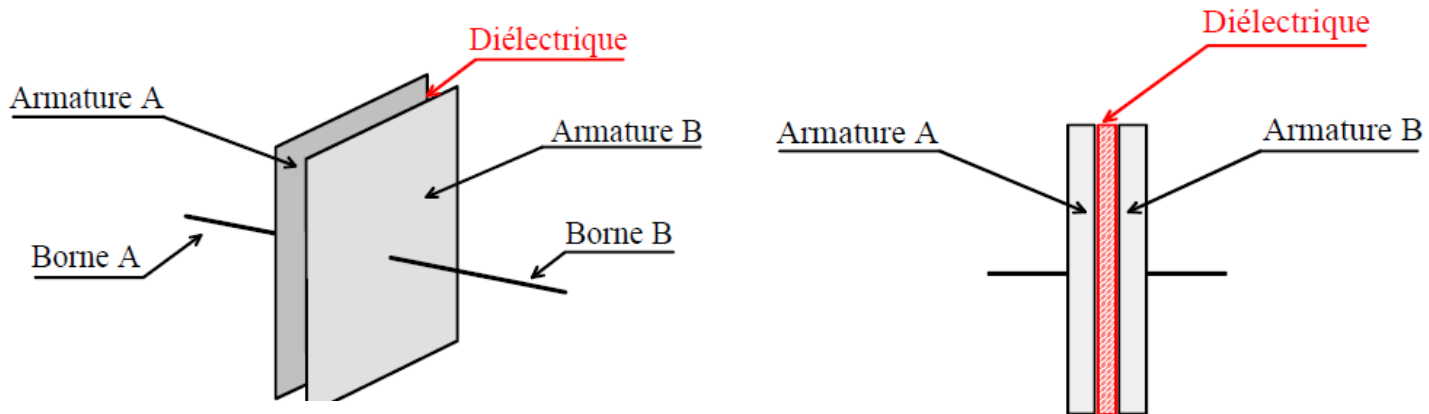 Diélectrique
Armature A
Armature B
Borne B
Borne A
Diélectrique
Armature A
Armature B